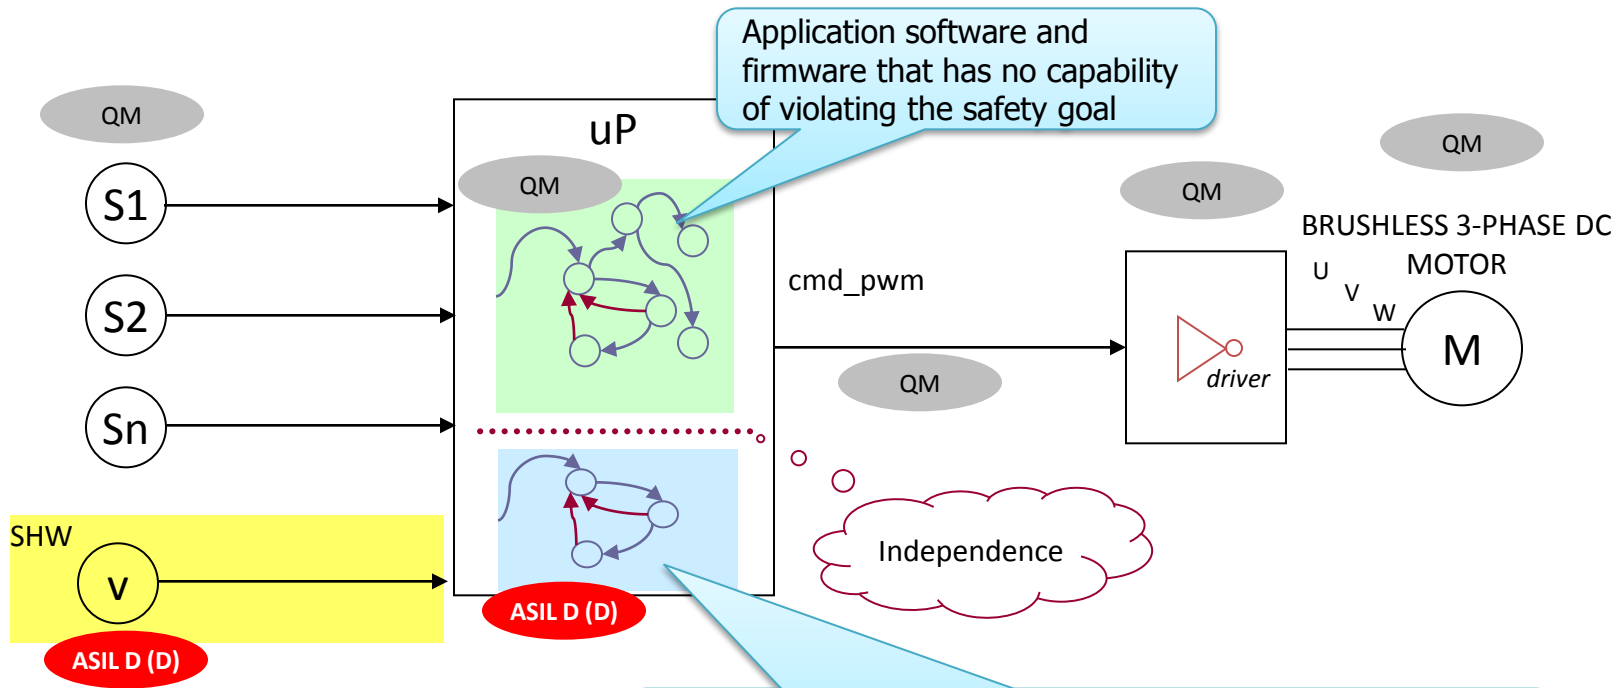 Application software and
firmware that has no capability
of violating the safety goal
QM
uP
QM
QM
QM
S1
BRUSHLESS 3-PHASE DC
MOTOR
cmd_pwm
U
V
W
S2
M
driver
QM
Sn
SHW
Independence
v
ASIL D (D)
ASIL D (D)